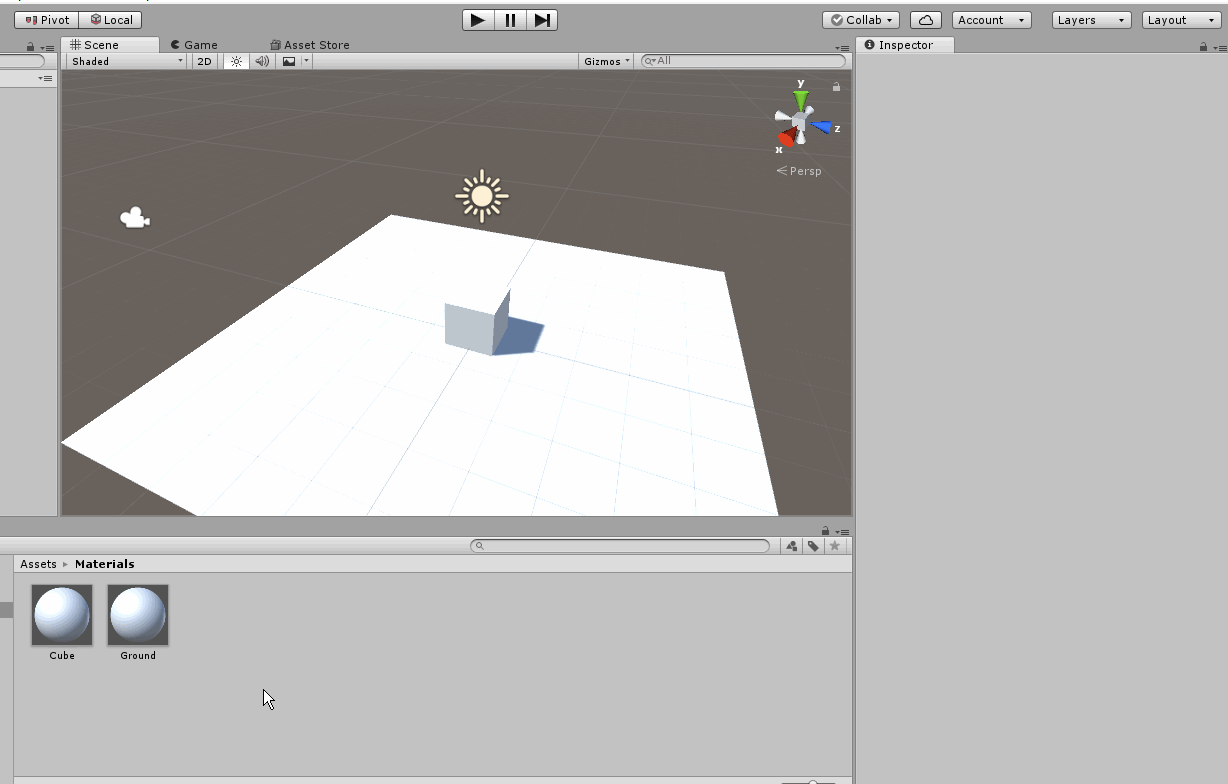 Pivot Local Collab Account Layers Layout
Scene Game Asset Store Inspector
Shaded 2D Gizmos All
y
z
x
Persp
Assets Materials
Cube Ground